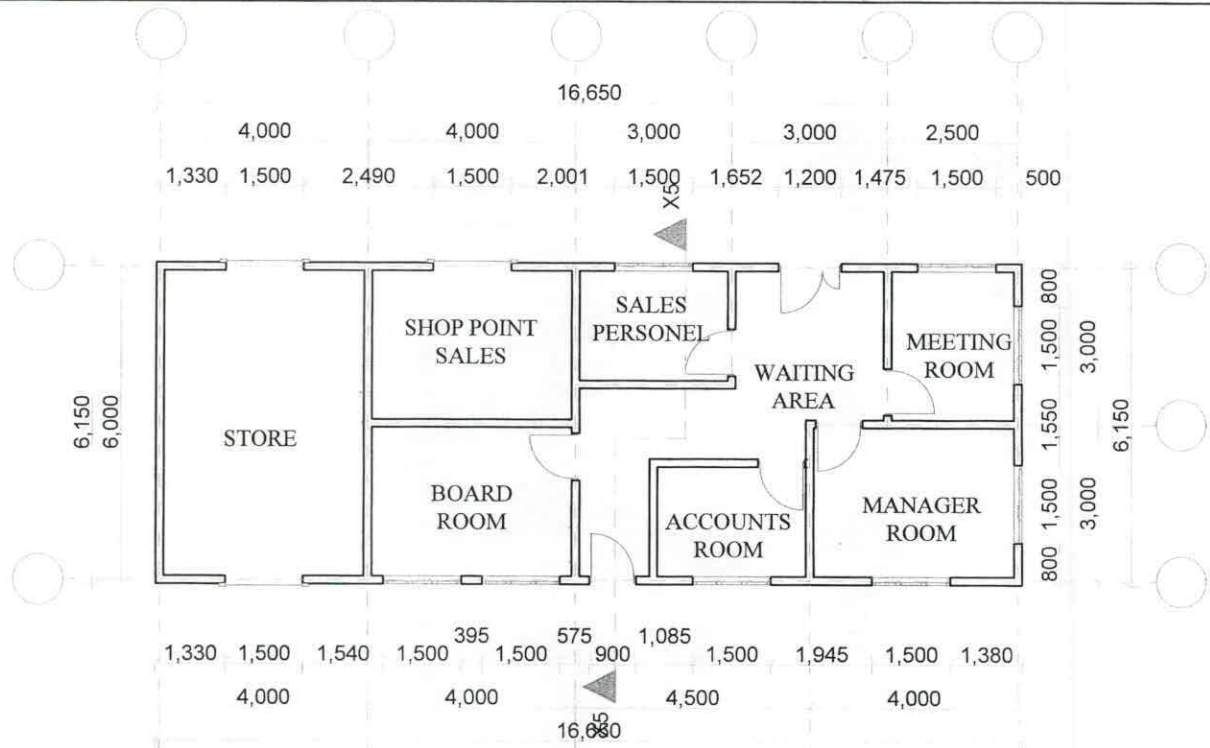 16,650
4,000 4,000 3,000 3,000 2,500
1,330 1,500 2,490 1,500 2,001 1,500 1,652 1,200 1,475 1,500 500
X5
6,150
6,000
STORE
SHOP POINT
SALES
SALES
PERSONEL
WAITING
AREA
MEETING
ROOM
BOARD
ROOM
ACCOUNTS
ROOM
MANAGER
ROOM
800
1,500
1,550
1,500
800
3,000
3,000
6,150
395 575 1,085
1,330 1,500 1,540 1,500 1,500 900 1,500 1,945 1,500 1,380
4,000 4,000 4,500 4,000
X5
16,650